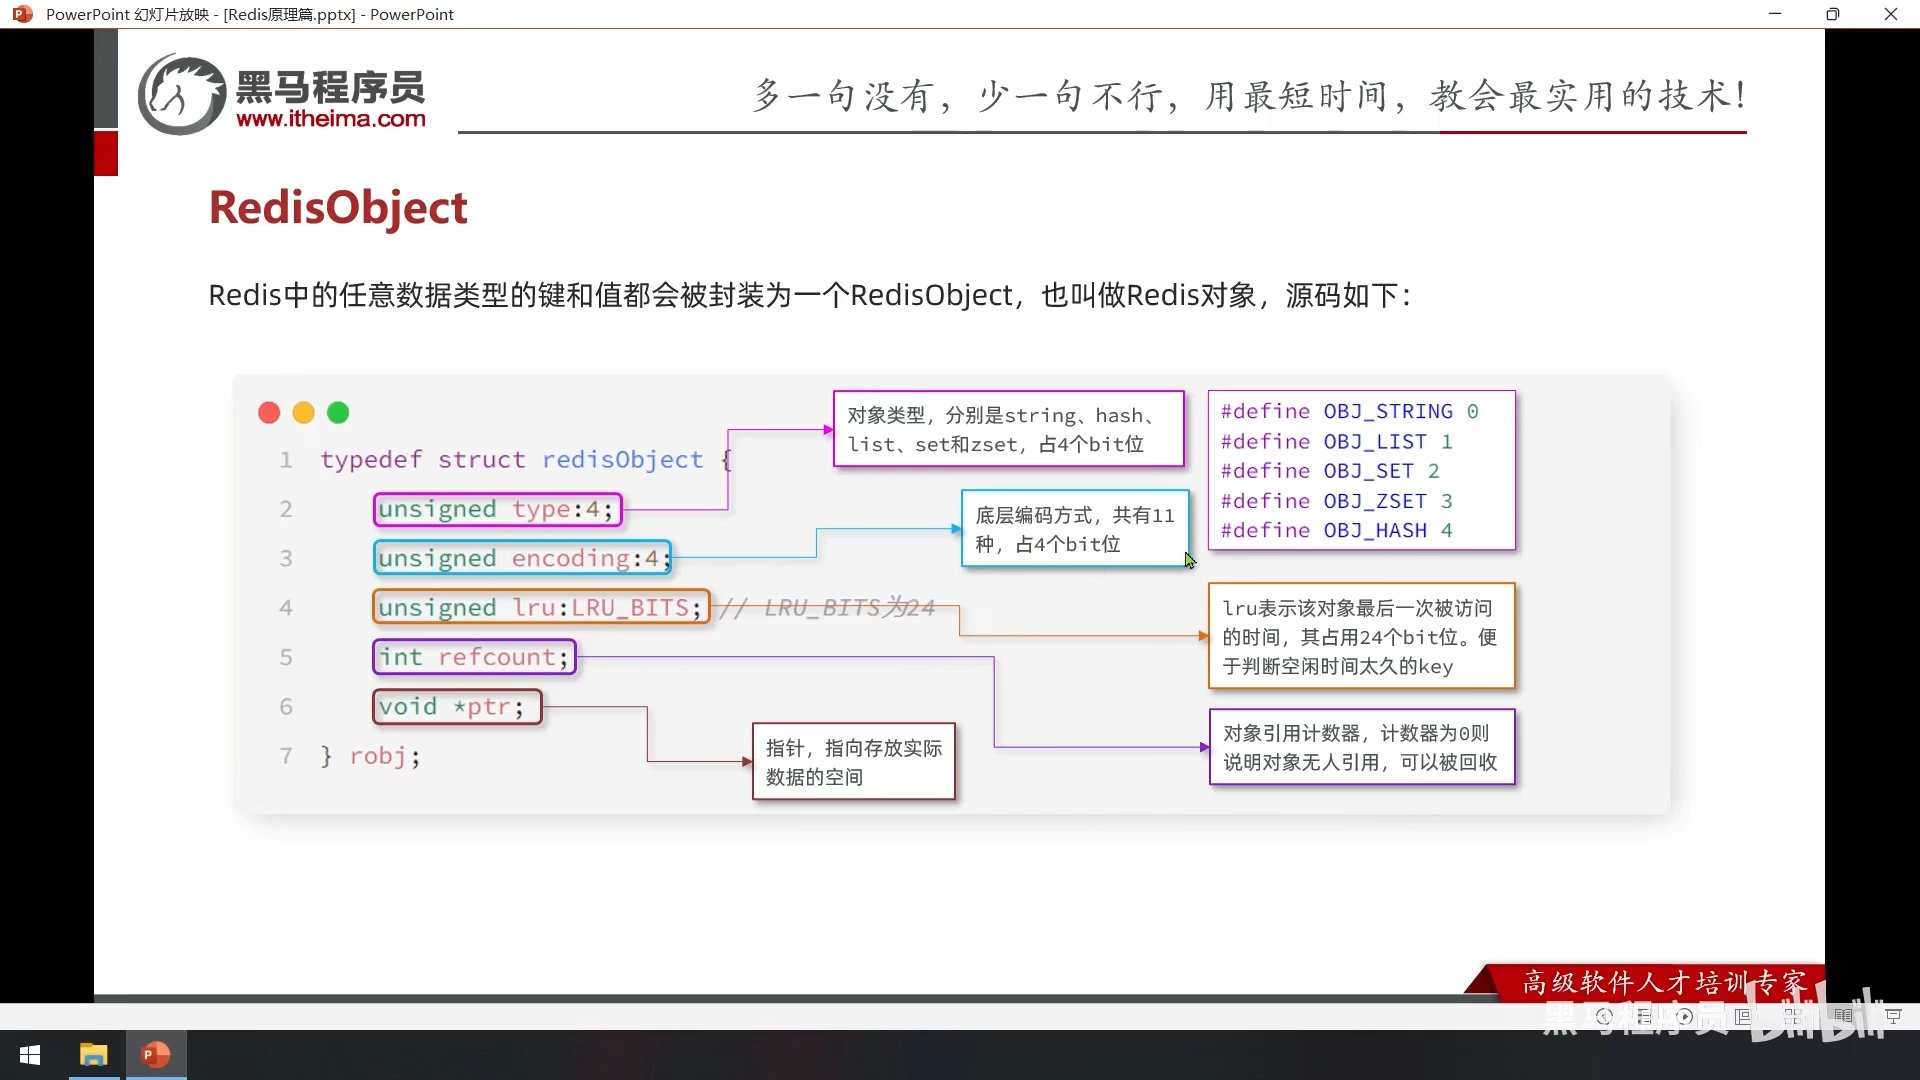 PowerPoint 幻灯片放映 - [Redis原理篇.pptx] - PowerPoint
黑马程序员
www.itheima.com
多一句没有，少一句不行，用最短时间，教会最实用的技术！
RedisObject
Redis中的任意数据类型的键和值都会被封装为一个RedisObject，也叫做Redis对象，源码如下：
1 typedef struct redisObject {
2 unsigned type:4;
3 unsigned encoding:4;
4 unsigned lru:LRU_BITS; // LRU_BITS为24
5 int refcount;
6 void *ptr;
7 } robj;
对象类型，分别是string、hash、
list、set和zset，占4个bit位
#define OBJ_STRING 0
#define OBJ_LIST 1
#define OBJ_SET 2
#define OBJ_ZSET 3
#define OBJ_HASH 4
底层编码方式，共有11
种，占4个bit位
lru表示该对象最后一次被访问
的时间，其占用24个bit位。便
于判断空闲时间太久的key
对象引用计数器，计数器为0则
说明对象无人引用，可以被回收
指针，指向存放实际
数据的空间
高级软件人才培训专家
黑马程序员 bilibili